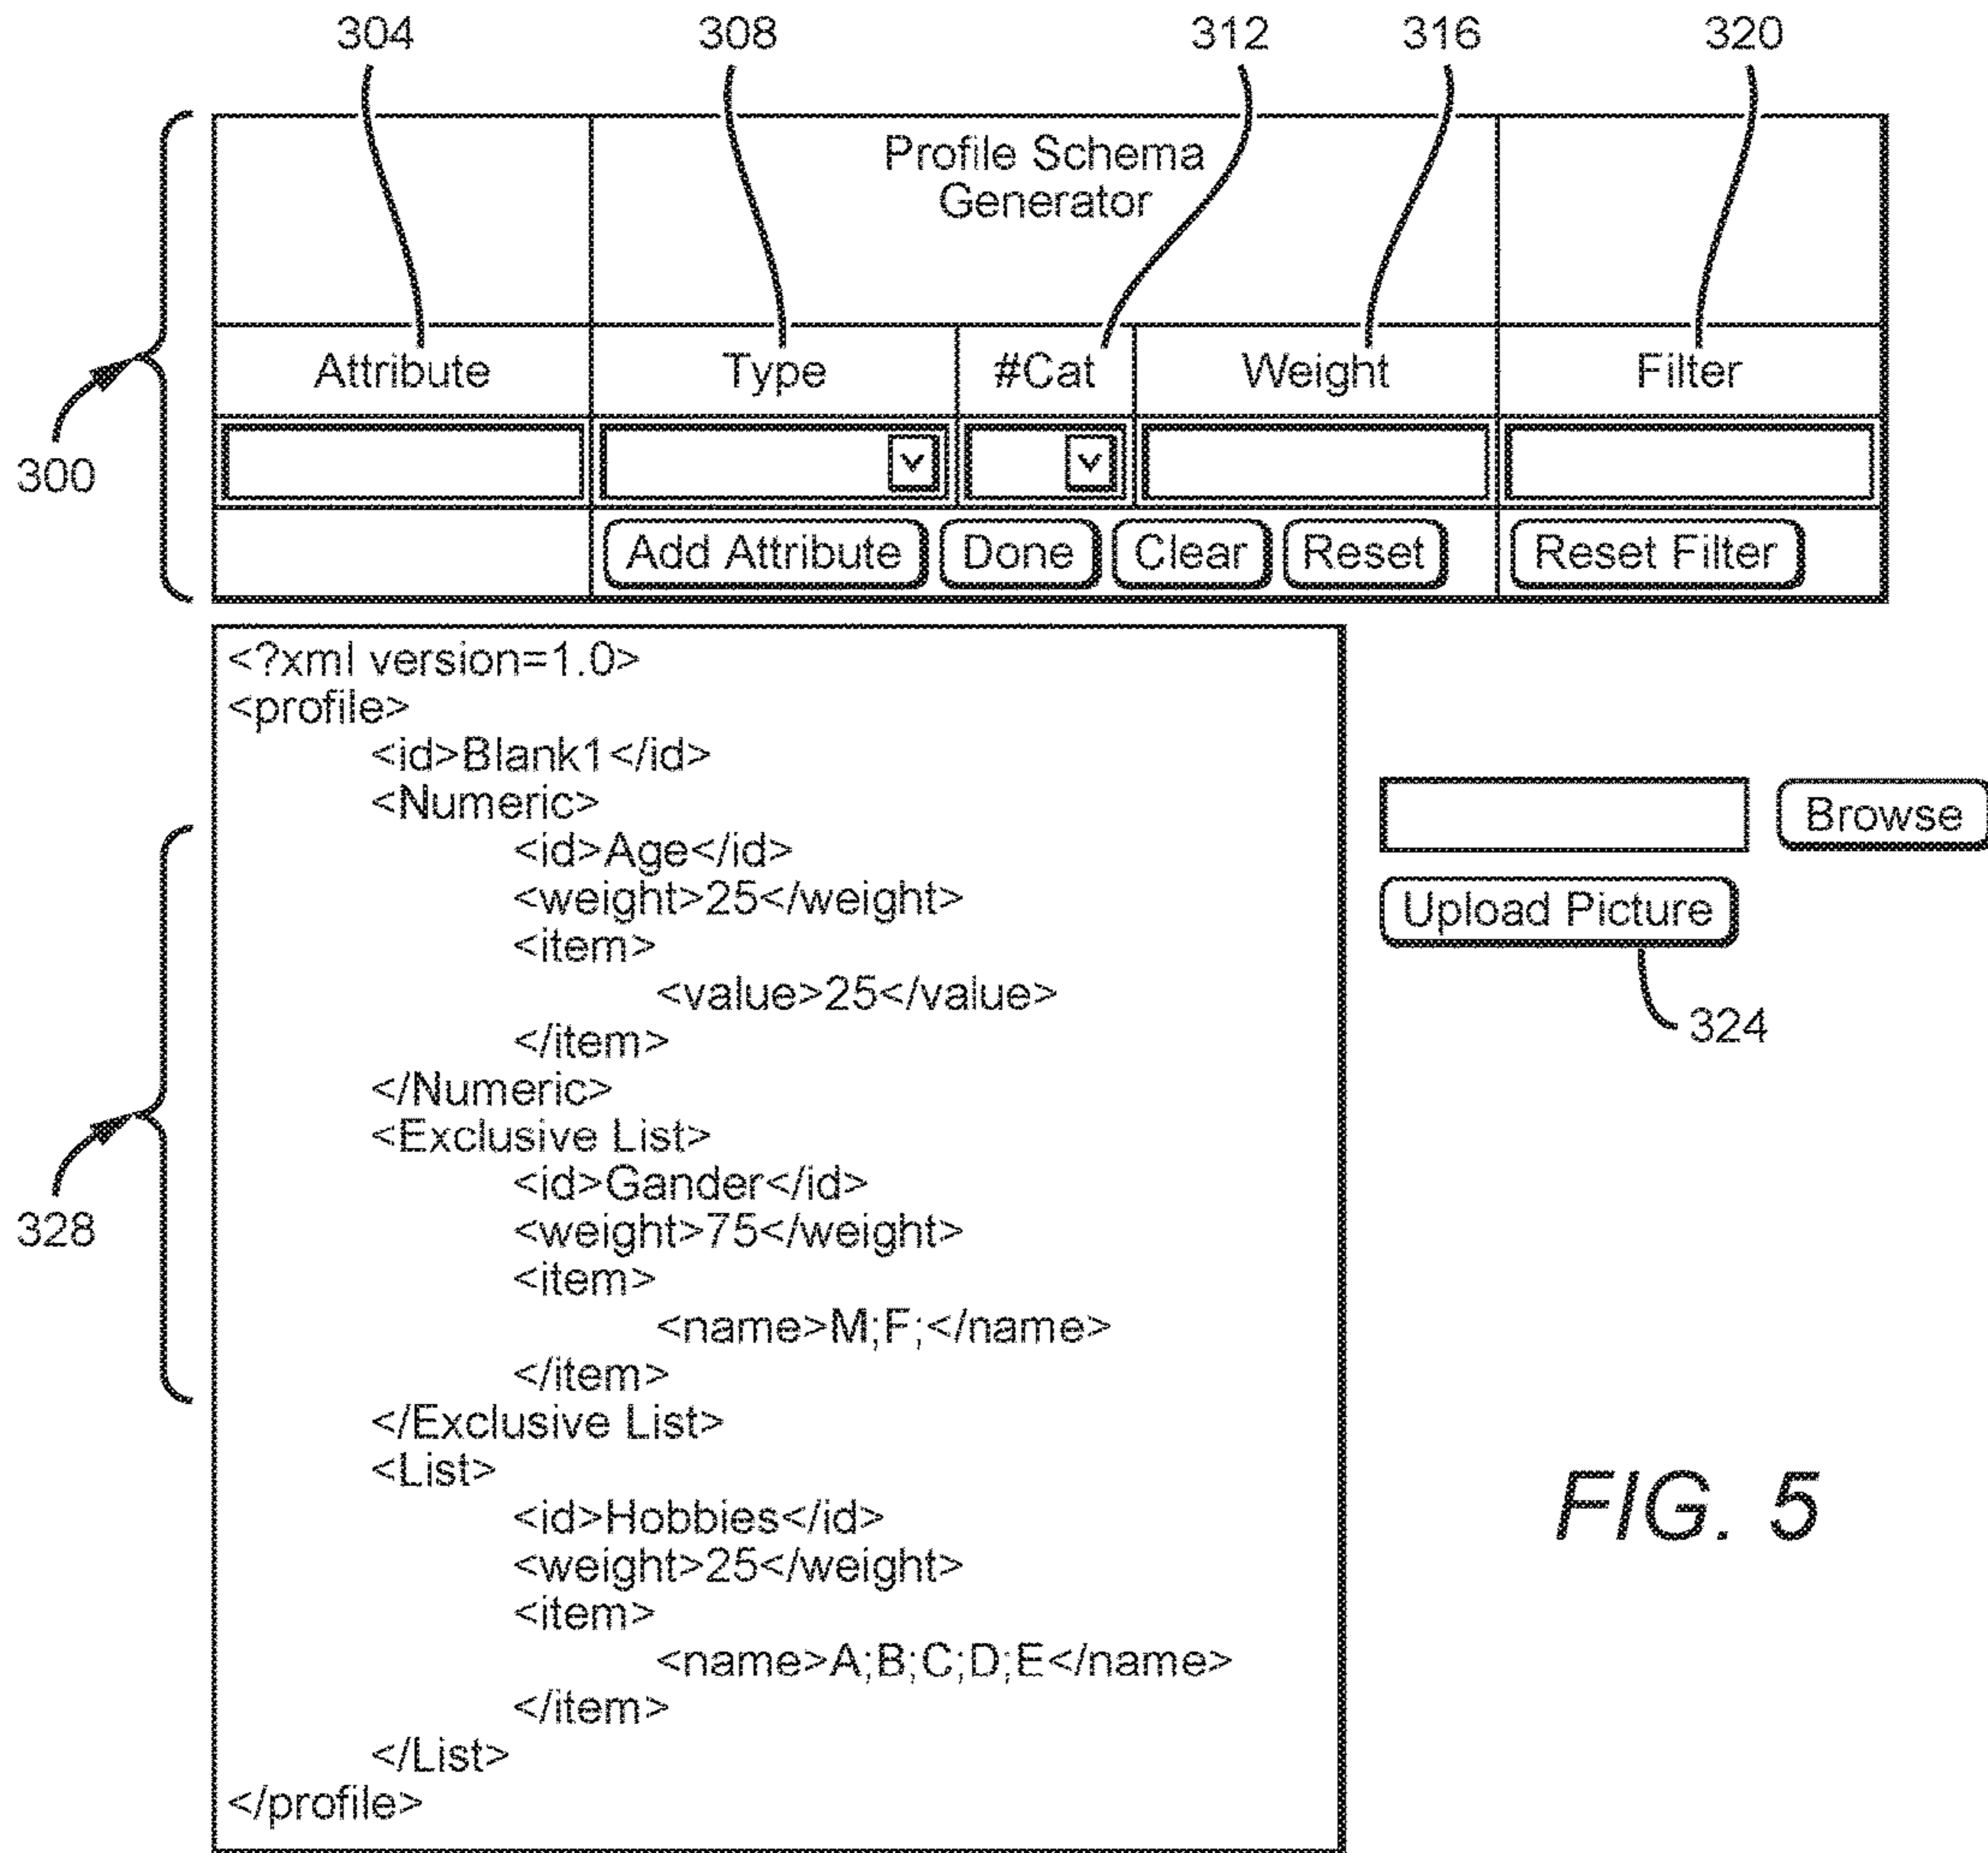 304 308 312 316 320
Profile Schema
Generator
Attribute Type #Cat Weight Filter
300
Add Attribute Done Clear Reset Reset Filter
<?xml version=1.0>
<profile>
<id>Blank1</id>
<Numeric>
<id>Age</id>
<weight>25</weight>
<item>
<value>25</value>
</item>
</Numeric>
<Exclusive List>
<id>Gander</id>
<weight>75</weight>
<item>
<name>M;F;</name>
</item>
</Exclusive List>
<List>
<id>Hobbies</id>
<weight>25</weight>
<item>
<name>A;B;C;D;E</name>
</item>
</List>
</profile>
328
Browse
Upload Picture
324
FIG. 5